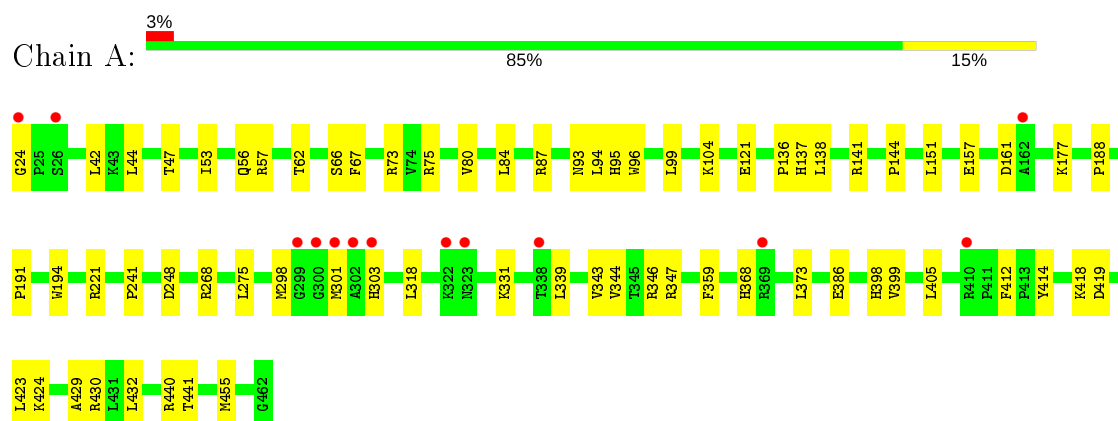 3%
Chain A:
85%
15%
G24 P25 S26 L42 K43 L44 T47 I53 Q56 R57 T62 S66 F67 R73 V74 R75 V80 L84 R87 N93 L94 H95 W96 L99 K104 E121 P136 H137 L138 R141 P144 L151 E157 D161 A162 K177 P188
P191 W194 R221 P241 D248 R268 L275 M298 G299 G300 M301 A302 H303 L318 K322 N323 K331 T338 L339 V343 V344 T345 R346 R347 F359 H368 R369 L373 E386 H398 V399 L405 R410 P411 F412 P413 Y414 K418 D419
L423 K424 A429 R430 L431 L432 R440 T441 M455 G462